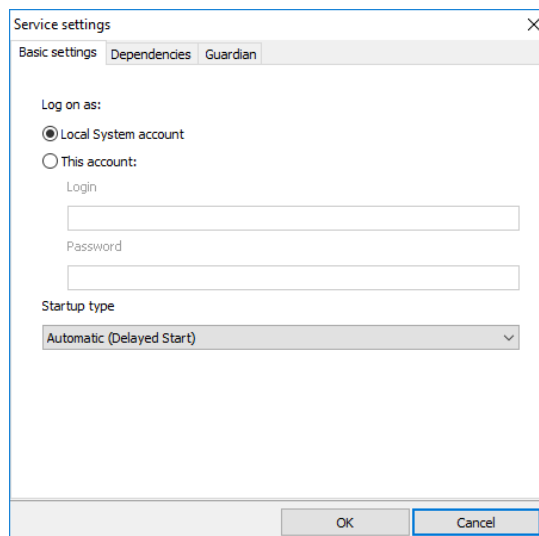 Service settings
Basic settings Dependencies Guardian
Log on as:
Local System account
This account:
Login
Password
Startup type
Automatic (Delayed Start)
OK Cancel